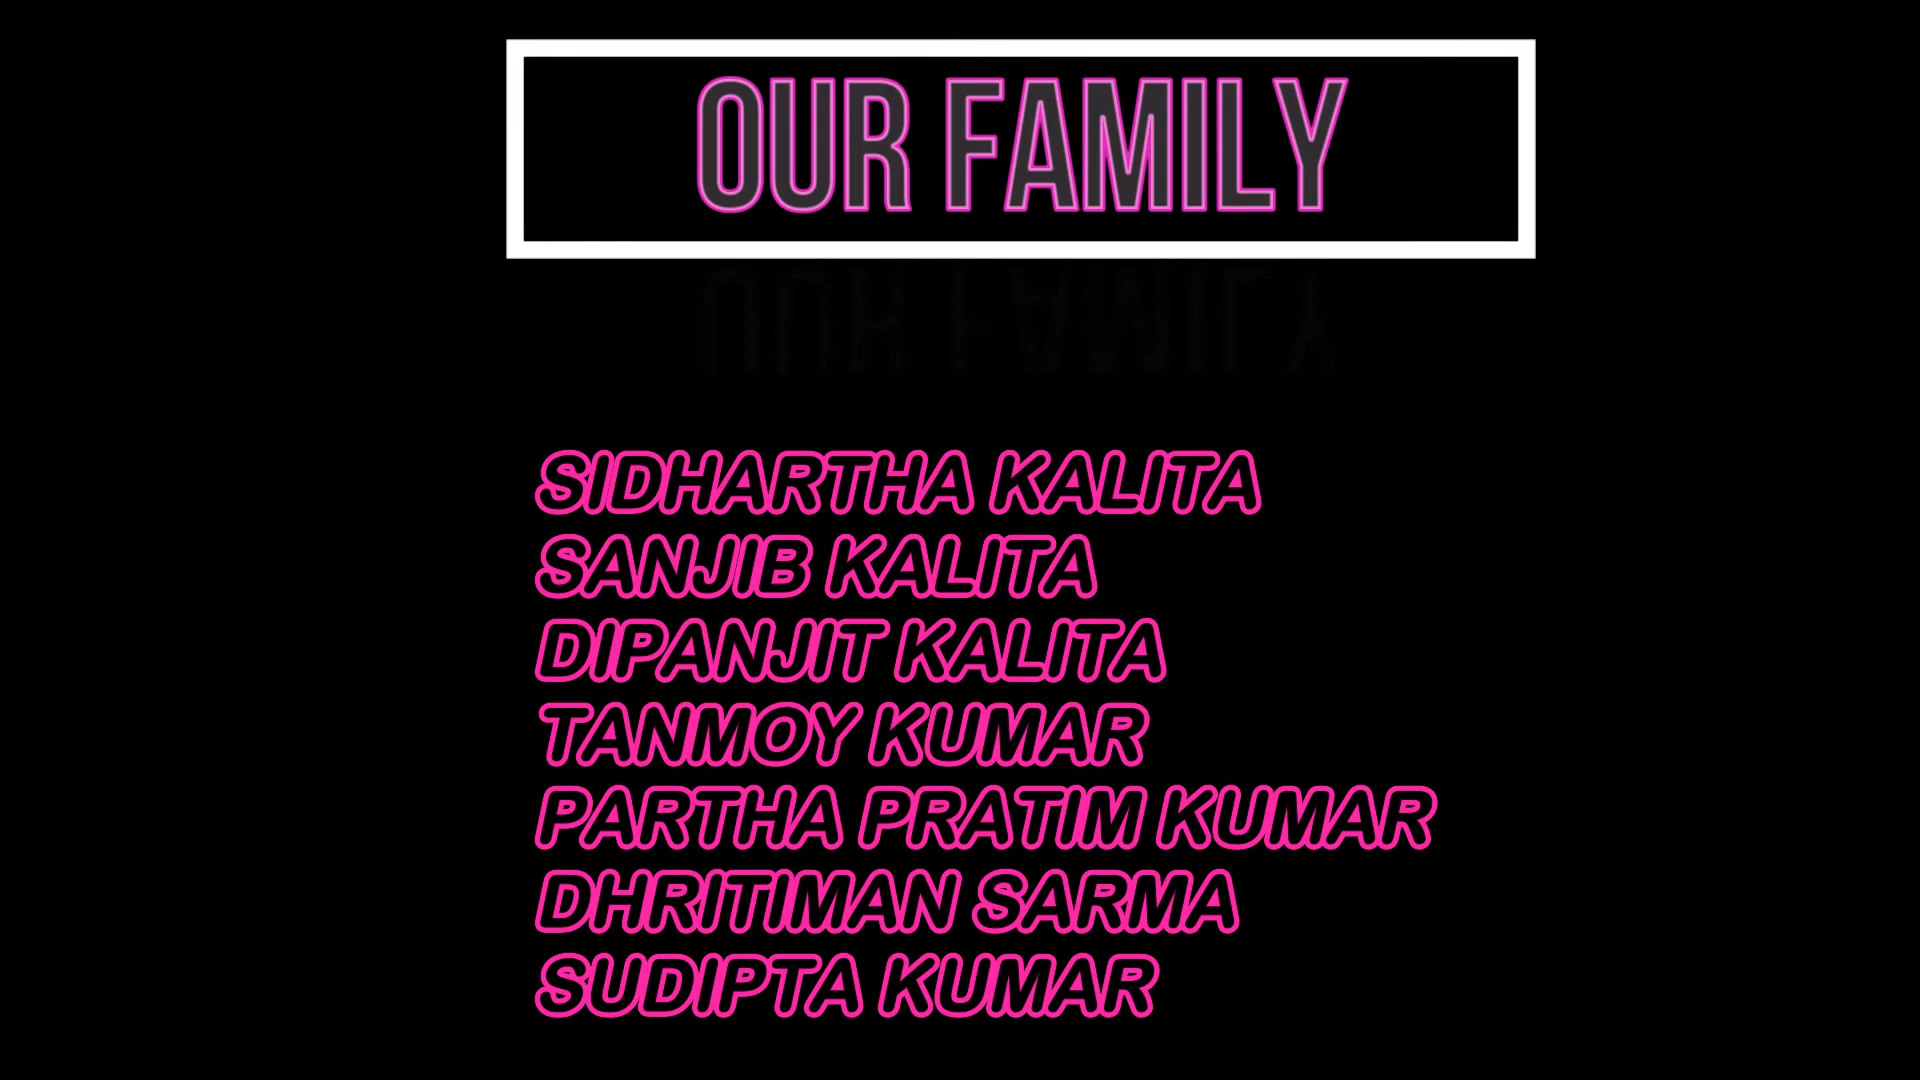 OUR FAMILY
SIDHARTHA KALITA
SANJIB KALITA
DIPANJIT KALITA
TANMOY KUMAR
PARTHA PRATIM KUMAR
DHRITIMAN SARMA
SUDIPTA KUMAR